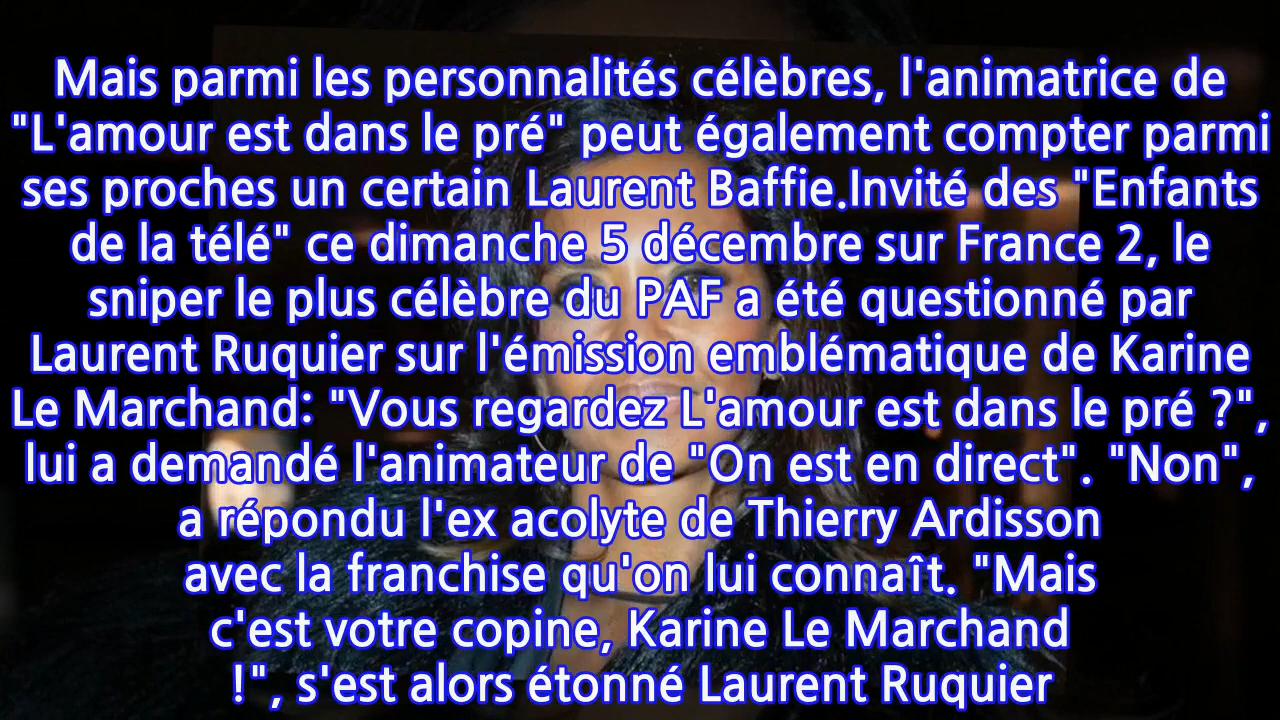 Mais parmi les personnalités célèbres, l'animatrice de
"L'amour est dans le pré" peut également compter parmi
ses proches un certain Laurent Baffie.Invité des "Enfants
de la télé" ce dimanche 5 décembre sur France 2, le
sniper le plus célèbre du PAF a été questionné par
Laurent Ruquier sur l'émission emblématique de Karine
Le Marchand: "Vous regardez L'amour est dans le pré ?",
lui a demandé l'animateur de "On est en direct". "Non",
a répondu l'ex acolyte de Thierry Ardisson
avec la franchise qu'on lui connaît. "Mais
c'est votre copine, Karine Le Marchand
!", s'est alors étonné Laurent Ruquier